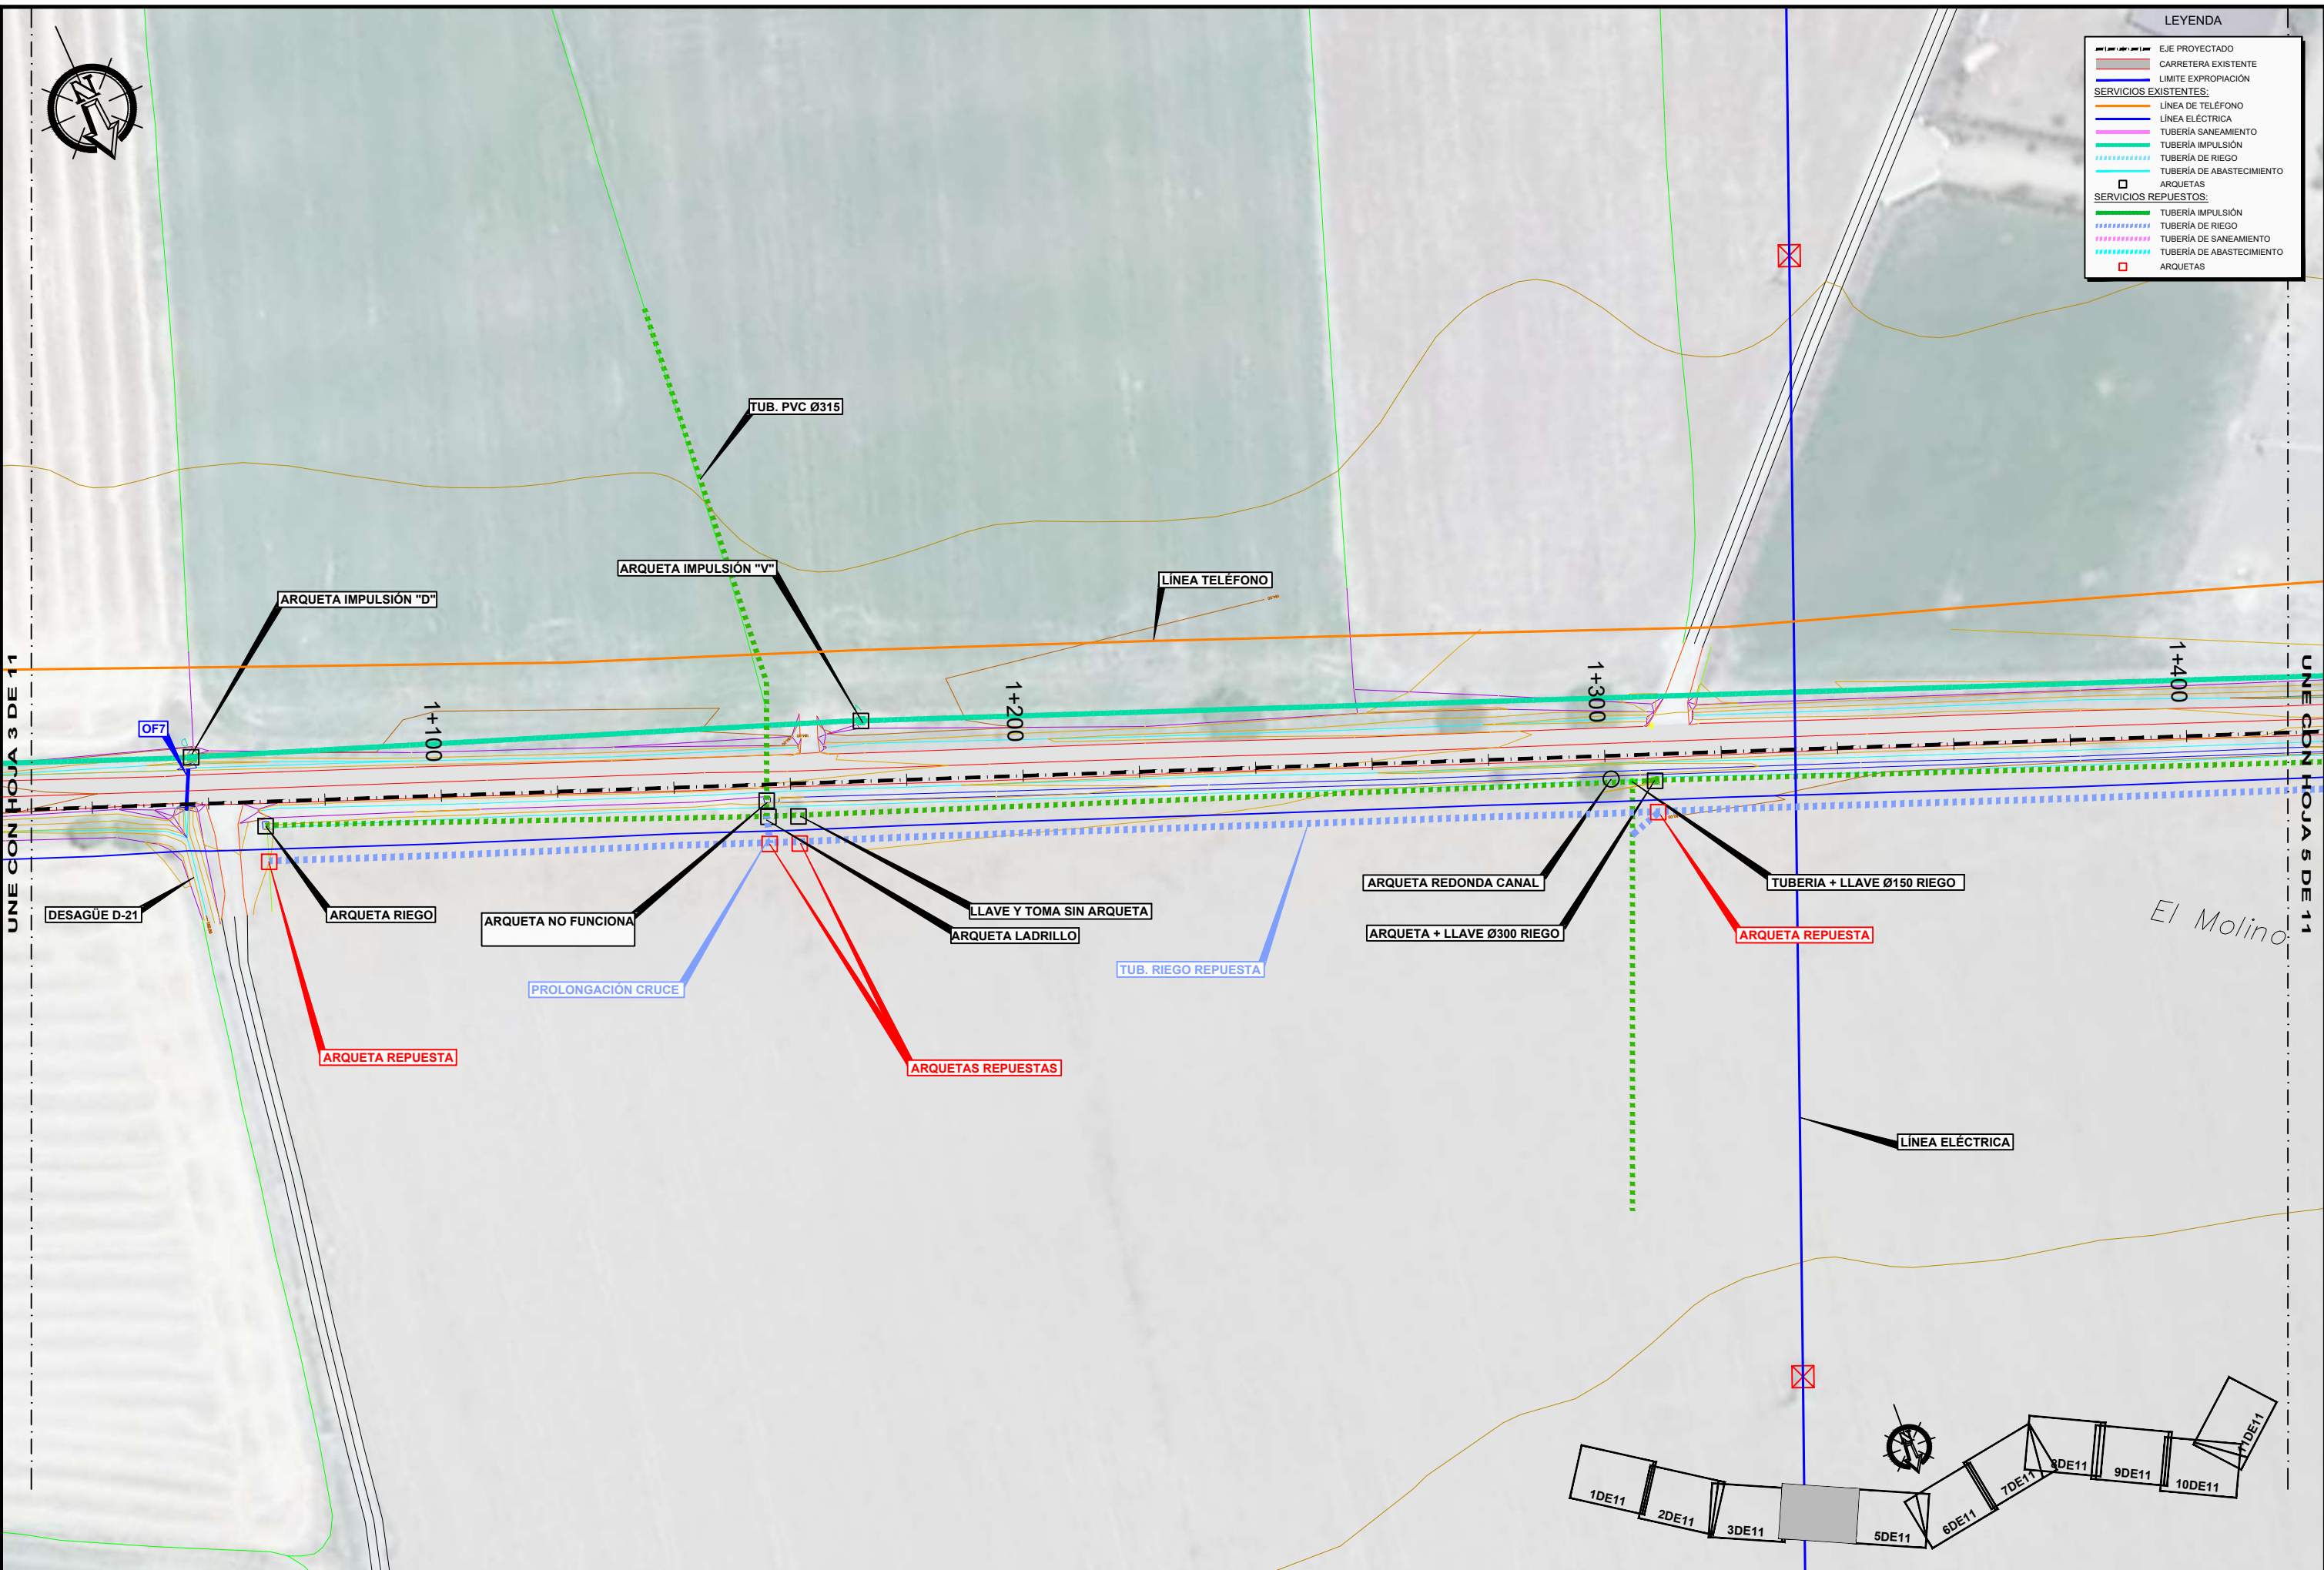 LEYENDA
EJE PROYECTADO
CARRETERA EXISTENTE
LIMITE EXPROPIACIÓN
SERVICIOS EXISTENTES:
LÍNEA DE TELÉFONO
LÍNEA ELÉCTRICA
TUBERÍA SANEAMIENTO
TUBERÍA IMPULSIÓN
TUBERÍA DE RIEGO
TUBERÍA DE ABASTECIMIENTO
ARQUETAS
SERVICIOS REPUESTOS:
TUBERÍA IMPULSIÓN
TUBERÍA DE RIEGO
TUBERÍA DE SANEAMIENTO
TUBERÍA DE ABASTECIMIENTO
ARQUETAS
N
TUB. PVC Ø315
ARQUETA IMPULSIÓN "V"
LÍNEA TELÉFONO
ARQUETA IMPULSIÓN "D"
UNE CON HOJA 3 DE 11
OF7
1+100
1+200
1+300
1+400
UNE CON HOJA 5 DE 11
DESAGÜE D-21
ARQUETA RIEGO
ARQUETA NO FUNCIONA
LLAVE Y TOMA SIN ARQUETA
ARQUETA LADRILLO
ARQUETA REDONDA CANAL
TUBERIA + LLAVE Ø150 RIEGO
ARQUETA + LLAVE Ø300 RIEGO
ARQUETA REPUESTA
El Molino
PROLONGACIÓN CRUCE
TUB. RIEGO REPUESTA
ARQUETA REPUESTA
ARQUETAS REPUESTAS
LÍNEA ELÉCTRICA
N
1DE11
2DE11
3DE11
5DE11
6DE11
7DE11
8DE11
9DE11
10DE11
11DE11